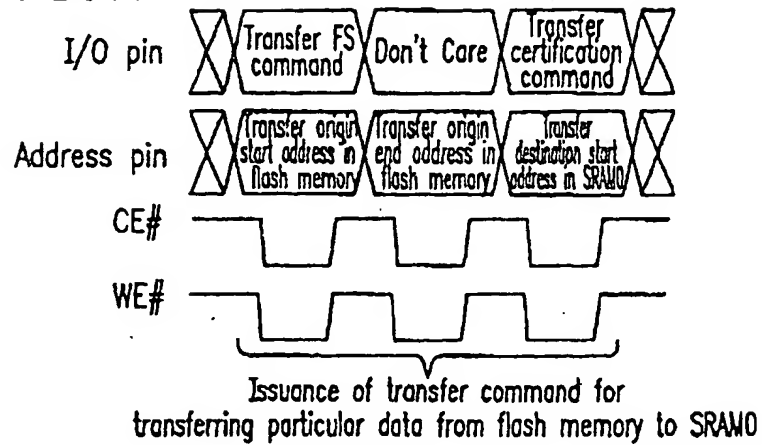 I/O pin
Transfer FS
command
Don't Care
Transfer
certification
command
Address pin
Transfer origin
start address in
flash memory
Transfer origin
end address in
flash memory
Transfer
destination start
address in SRAM0
CE#
WE#
Issuance of transfer command for
transferring particular data from flash memory to SRAM0